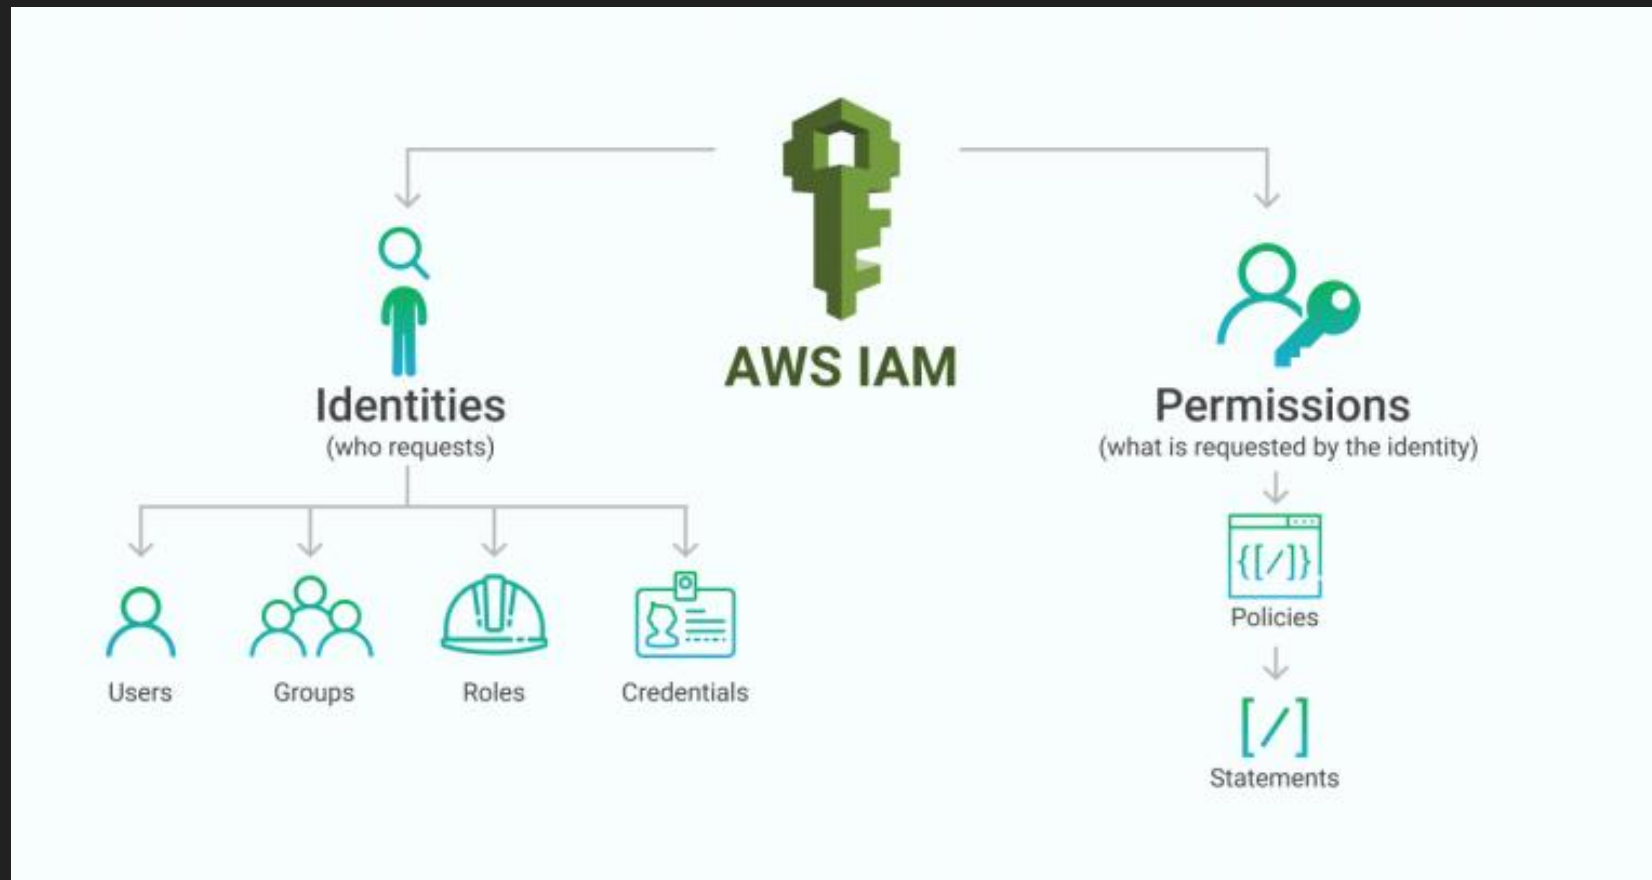 AWS IAM
Identities
(who requests)
Users
Groups
Roles
Credentials
Permissions
(what is requested by the identity)
{[/]}
Policies
[/]
Statements